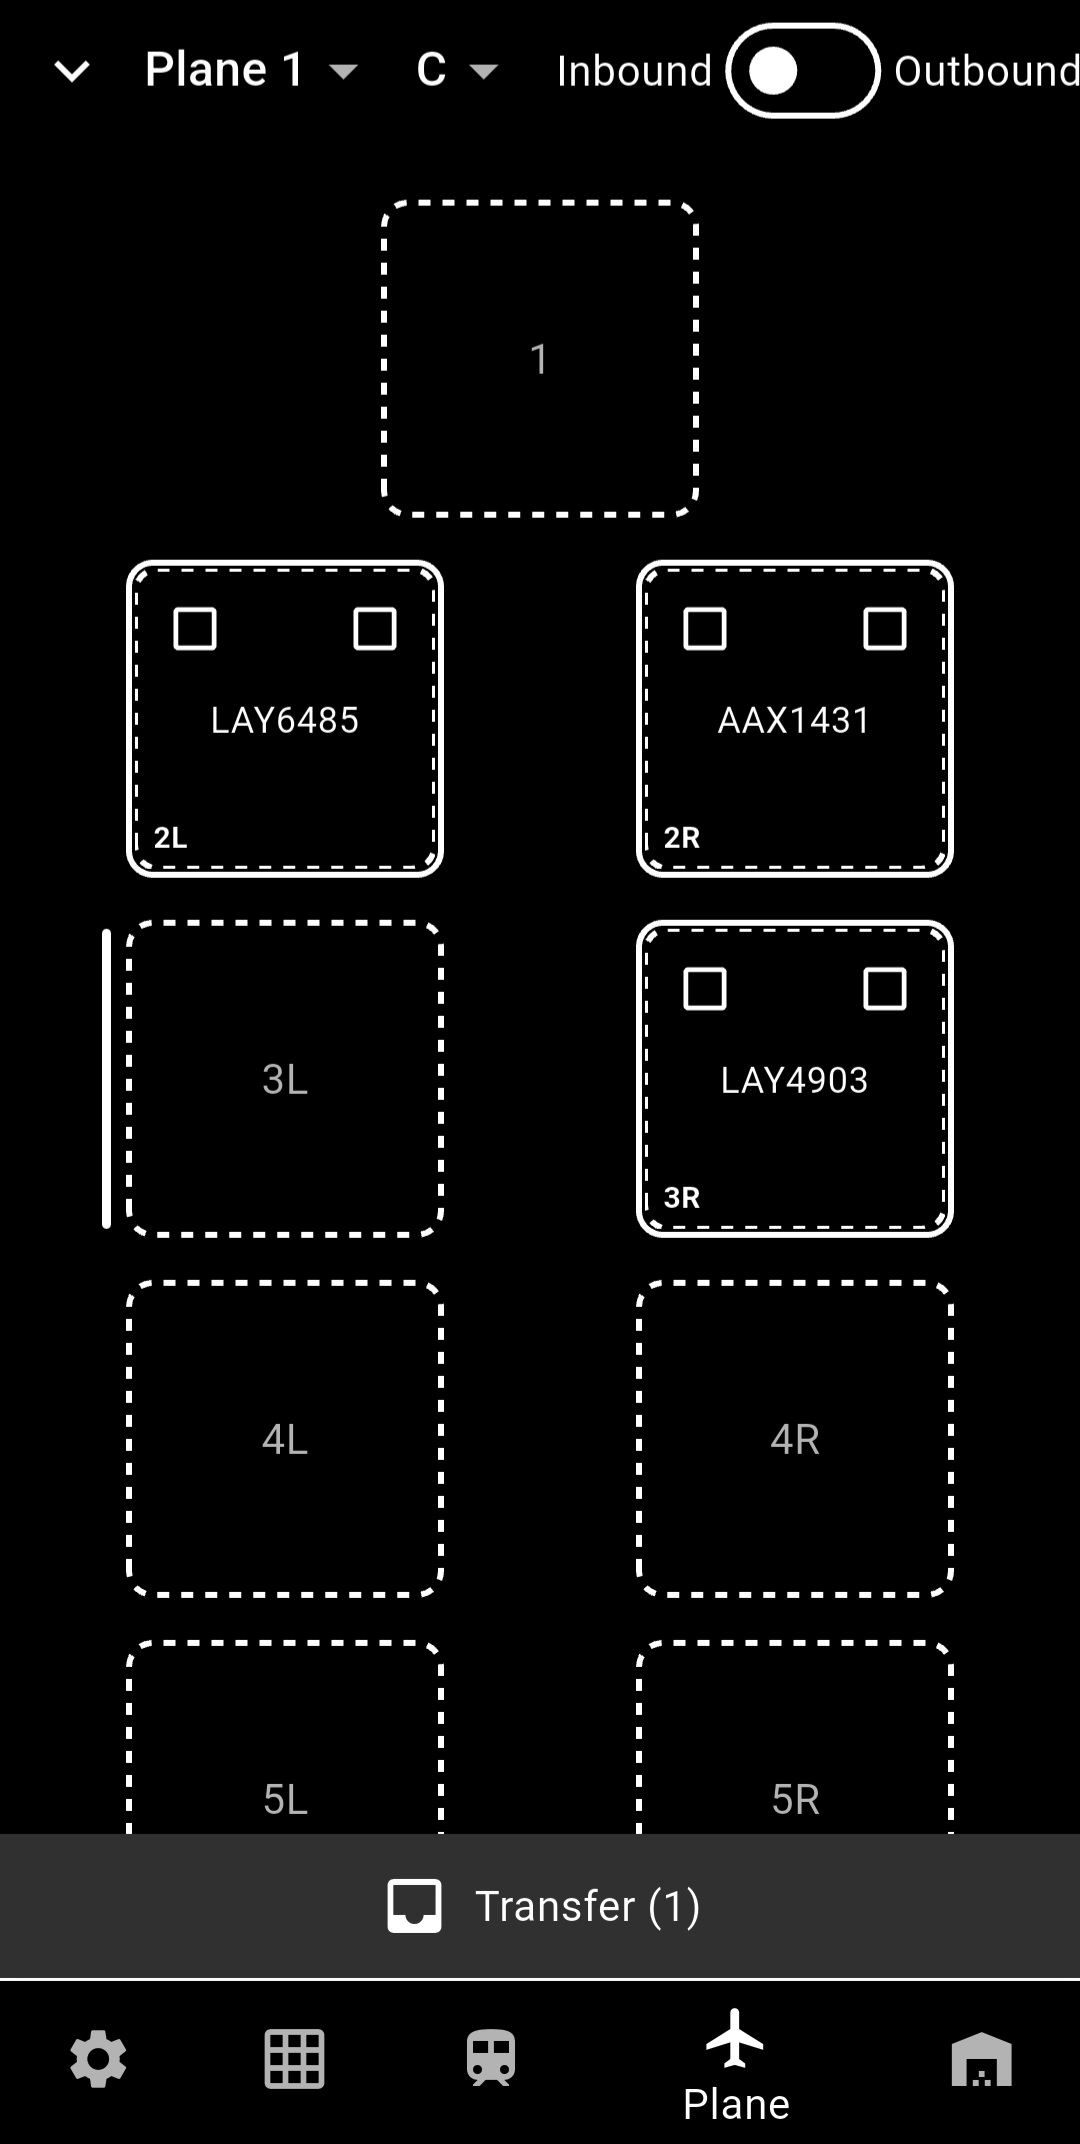 Plane 1 C Inbound Outbound
1
LAY6485 AAX1431
2L 2R
3L LAY4903
3R
4L 4R
5L 5R
Transfer (1)
Plane